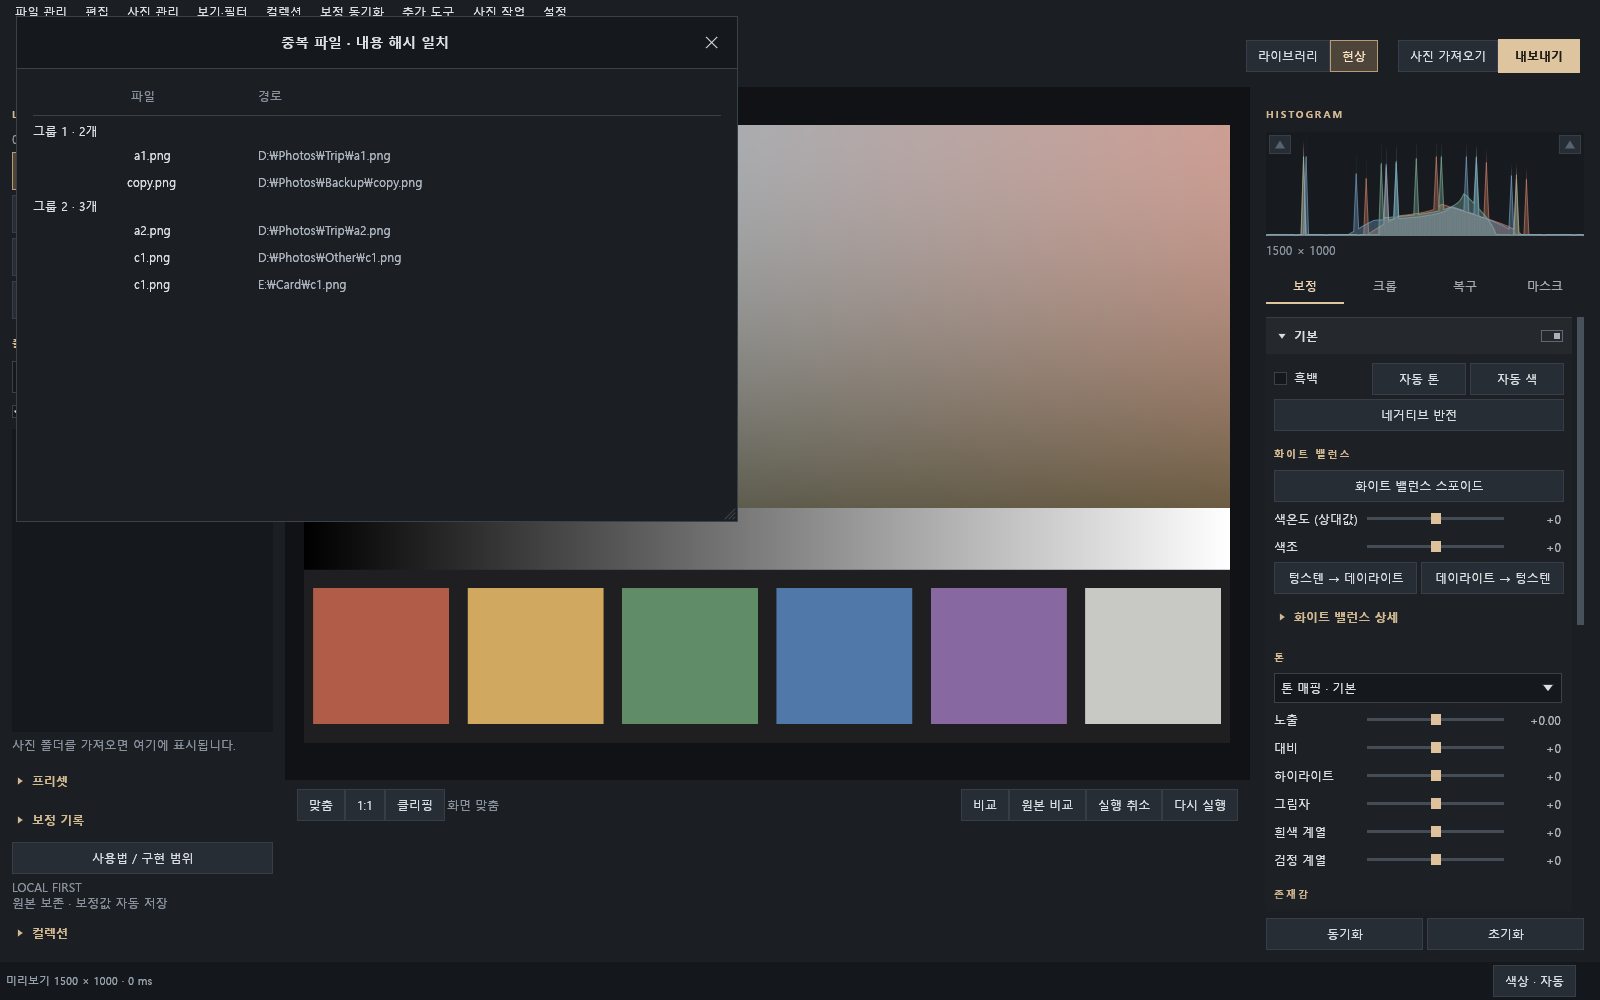 파일 관리 편집 사진 관리 보기·필터 컬렉션 보정 동기화 추가 도구 사진 작업 설정
중복 파일 · 내용 해시 일치
파일 경로
그룹 1 · 2개
a1.png D:₩Photos₩Trip₩a1.png
copy.png D:₩Photos₩Backup₩copy.png
그룹 2 · 3개
a2.png D:₩Photos₩Trip₩a2.png
c1.png D:₩Photos₩Other₩c1.png
c1.png E:₩Card₩c1.png
라이브러리 현상 사진 가져오기 내보내기
사진 폴더를 가져오면 여기에 표시됩니다.
프리셋
보정 기록
사용법 / 구현 범위
LOCAL FIRST
원본 보존 · 보정값 자동 저장
컬렉션
맞춤 1:1 클리핑 화면 맞춤
비교 원본 비교 실행 취소 다시 실행
HISTOGRAM
1500 × 1000
보정 크롭 복구 마스크
기본
흑백 자동 톤 자동 색
네거티브 반전
화이트 밸런스
화이트 밸런스 스포이드
색온도 (상대값) +0
색조 +0
텅스텐 → 데이라이트 데이라이트 → 텅스텐
화이트 밸런스 상세
톤
톤 매핑 · 기본
노출 +0.00
대비 +0
하이라이트 +0
그림자 +0
흰색 계열 +0
검정 계열 +0
존재감
동기화 초기화
미리보기 1500 × 1000 · 0 ms
색상 · 자동